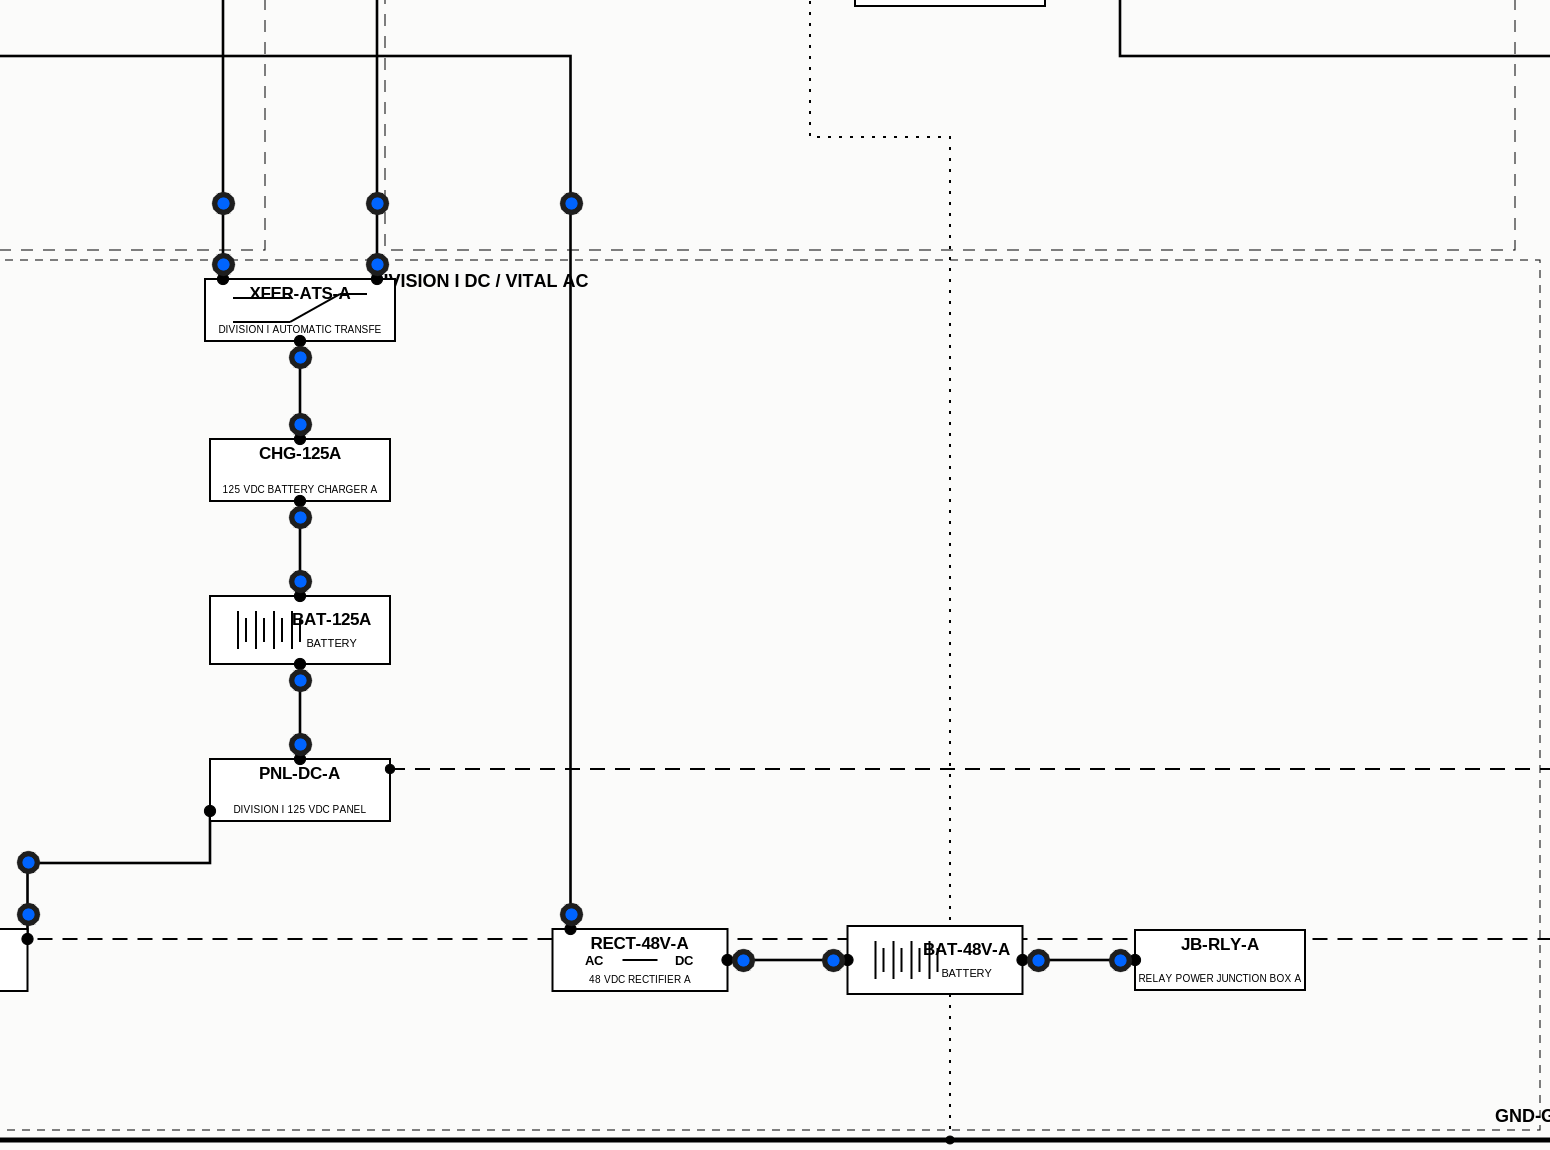 VISION I DC / VITAL AC
XFER-ATS-A
DIVISION I AUTOMATIC TRANSFE
CHG-125A
125 VDC BATTERY CHARGER A
BAT-125A
BATTERY
PNL-DC-A
DIVISION I 125 VDC PANEL
RECT-48V-A
AC DC
48 VDC RECTIFIER A
BAT-48V-A
BATTERY
JB-RLY-A
RELAY POWER JUNCTION BOX A
GND-G